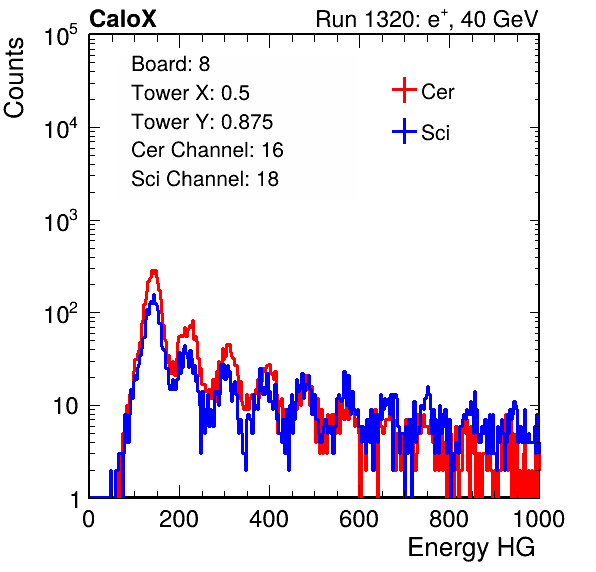 CaloX Run 1320: e⁺, 40 GeV
Board: 8
Tower X: 0.5
Tower Y: 0.875
Cer Channel: 16
Sci Channel: 18
Cer
Sci
Counts
10⁵
10⁴
10³
10²
10
1
0 200 400 600 800 1000
Energy HG